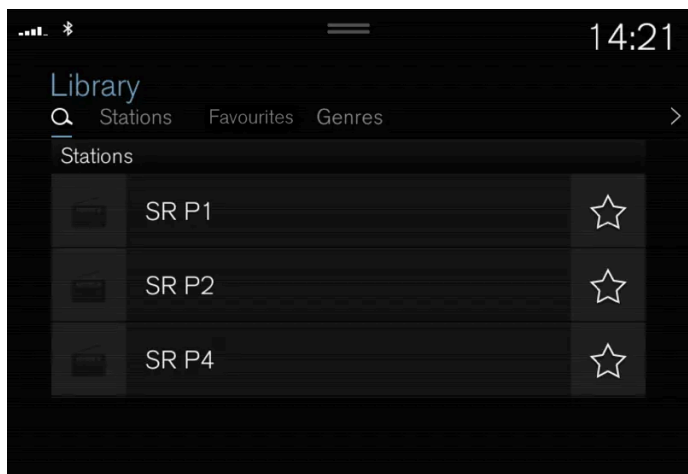 14:21
Library
Stations Favourites Genres
Stations
SR P1
SR P2
SR P4